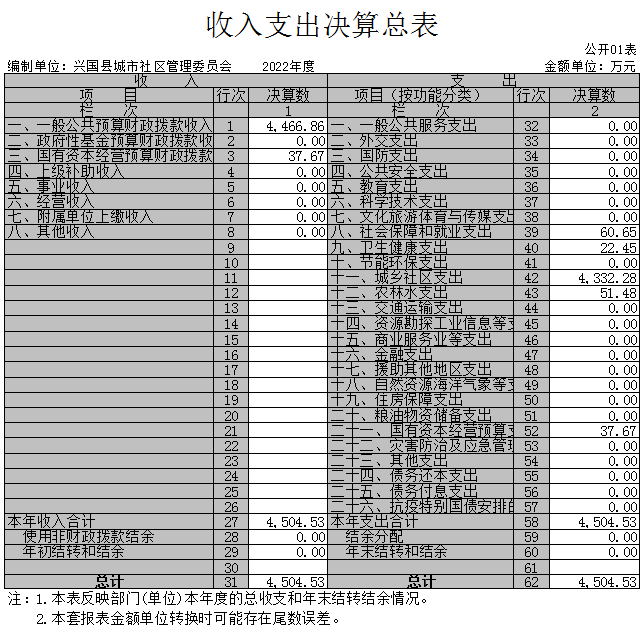 收入支出决算总表
公开01表
编制单位：兴国县城市社区管理委员会 2022年度 金额单位：万元
收 入 支 出
项 目 行次 决算数 项目（按功能分类） 行次 决算数
栏 次 1 栏 次 2
一、一般公共预算财政拨款收入 1 4,466.86 一、一般公共服务支出 32 0.00
二、政府性基金预算财政拨款收 2 0.00 二、外交支出 33 0.00
三、国有资本经营预算财政拨款 3 37.67 三、国防支出 34 0.00
四、上级补助收入 4 0.00 四、公共安全支出 35 0.00
五、事业收入 5 0.00 五、教育支出 36 0.00
六、经营收入 6 0.00 六、科学技术支出 37 0.00
七、附属单位上缴收入 7 0.00 七、文化旅游体育与传媒支出 38 0.00
八、其他收入 8 0.00 八、社会保障和就业支出 39 60.65
9 九、卫生健康支出 40 22.45
10 十、节能环保支出 41 0.00
11 十一、城乡社区支出 42 4,332.28
12 十二、农林水支出 43 51.48
13 十三、交通运输支出 44 0.00
14 十四、资源勘探工业信息等支 45 0.00
15 十五、商业服务业等支出 46 0.00
16 十六、金融支出 47 0.00
17 十七、援助其他地区支出 48 0.00
18 十八、自然资源海洋气象等支 49 0.00
19 十九、住房保障支出 50 0.00
20 二十、粮油物资储备支出 51 0.00
21 二十一、国有资本经营预算支 52 37.67
22 二十二、灾害防治及应急管理 53 0.00
23 二十三、其他支出 54 0.00
24 二十四、债务还本支出 55 0.00
25 二十五、债务付息支出 56 0.00
26 二十六、抗疫特别国债安排的 57 0.00
本年收入合计 27 4,504.53 本年支出合计 58 4,504.53
使用非财政拨款结余 28 0.00 结余分配 59 0.00
年初结转和结余 29 0.00 年末结转和结余 60 0.00
30 61
总计 31 4,504.53 总计 62 4,504.53
注：1.本表反映部门(单位)本年度的总收支和年末结转结余情况。
2.本套报表金额单位转换时可能存在尾数误差。